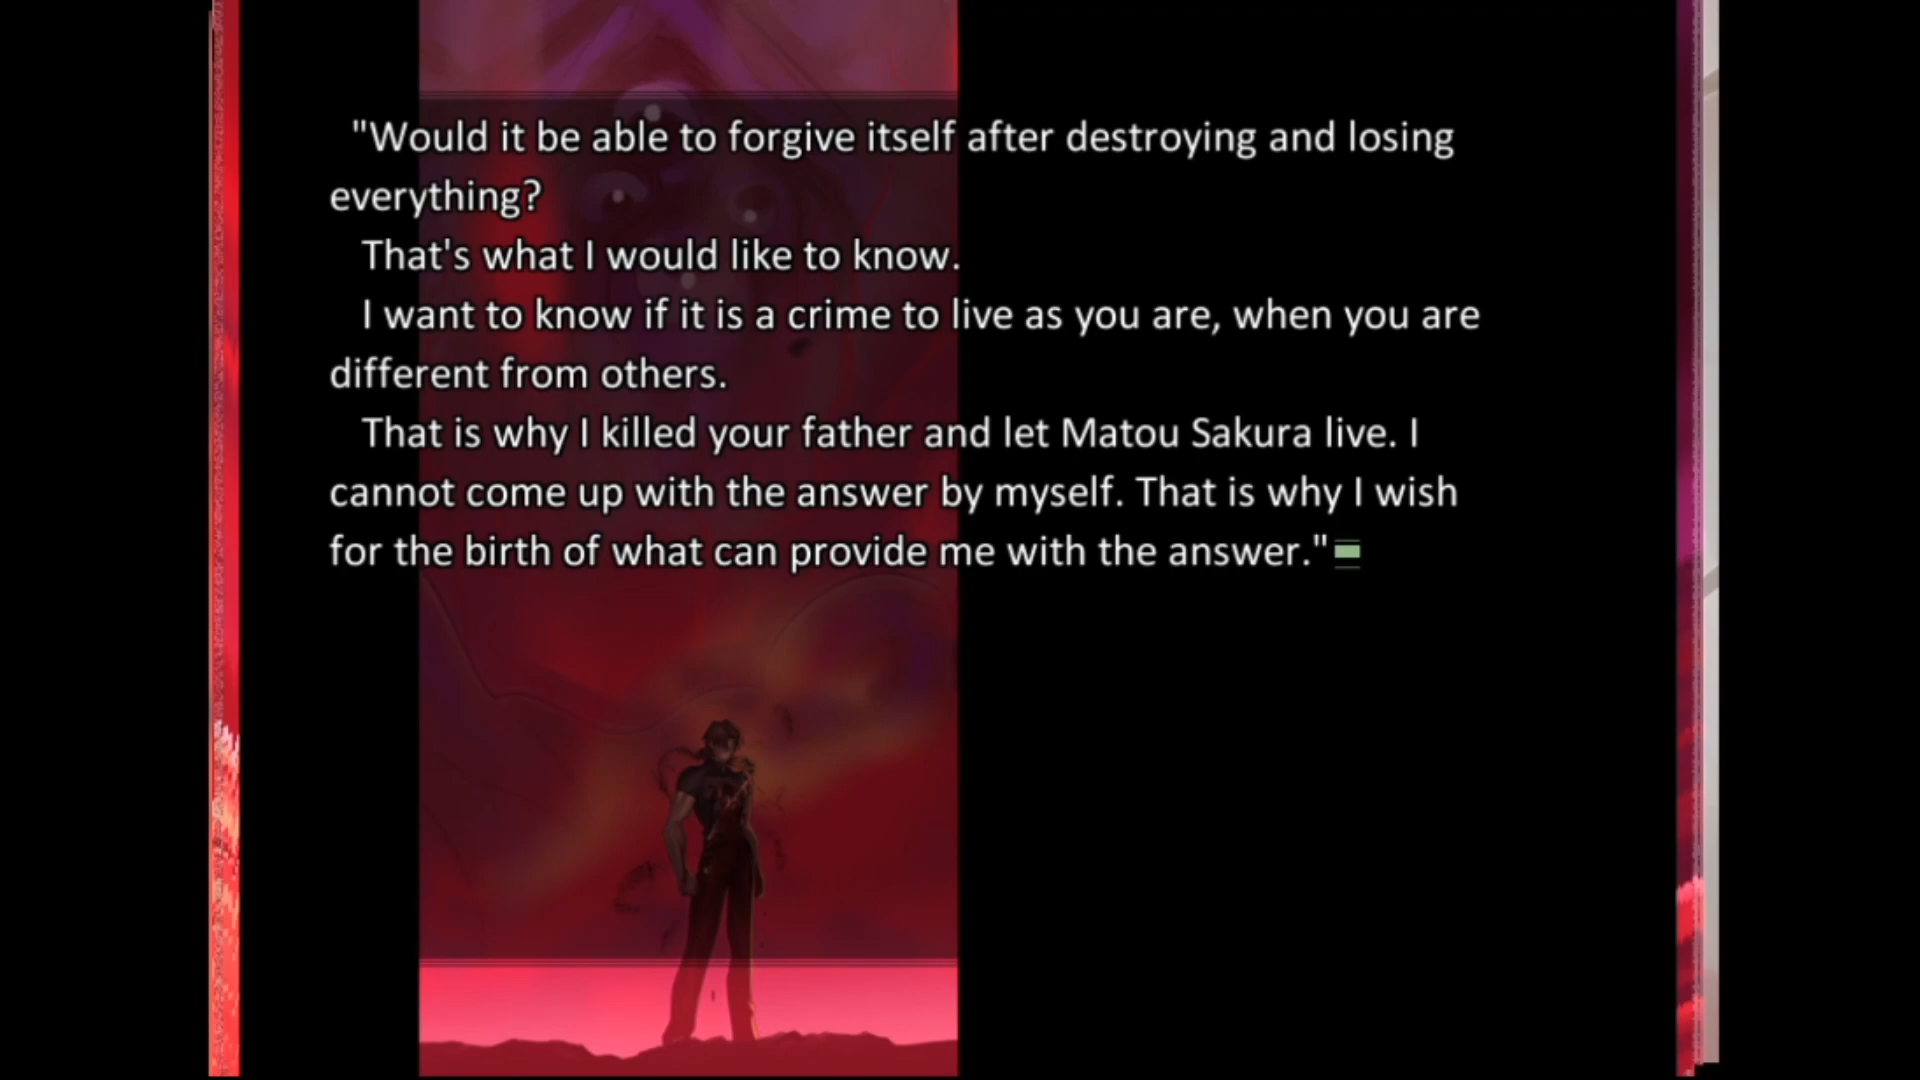 "Would it be able to forgive itself after destroying and losing
everything?
That's what I would like to know.
I want to know if it is a crime to live as you are, when you are
different from others.
That is why I killed your father and let Matou Sakura live. I
cannot come up with the answer by myself. That is why I wish
for the birth of what can provide me with the answer."